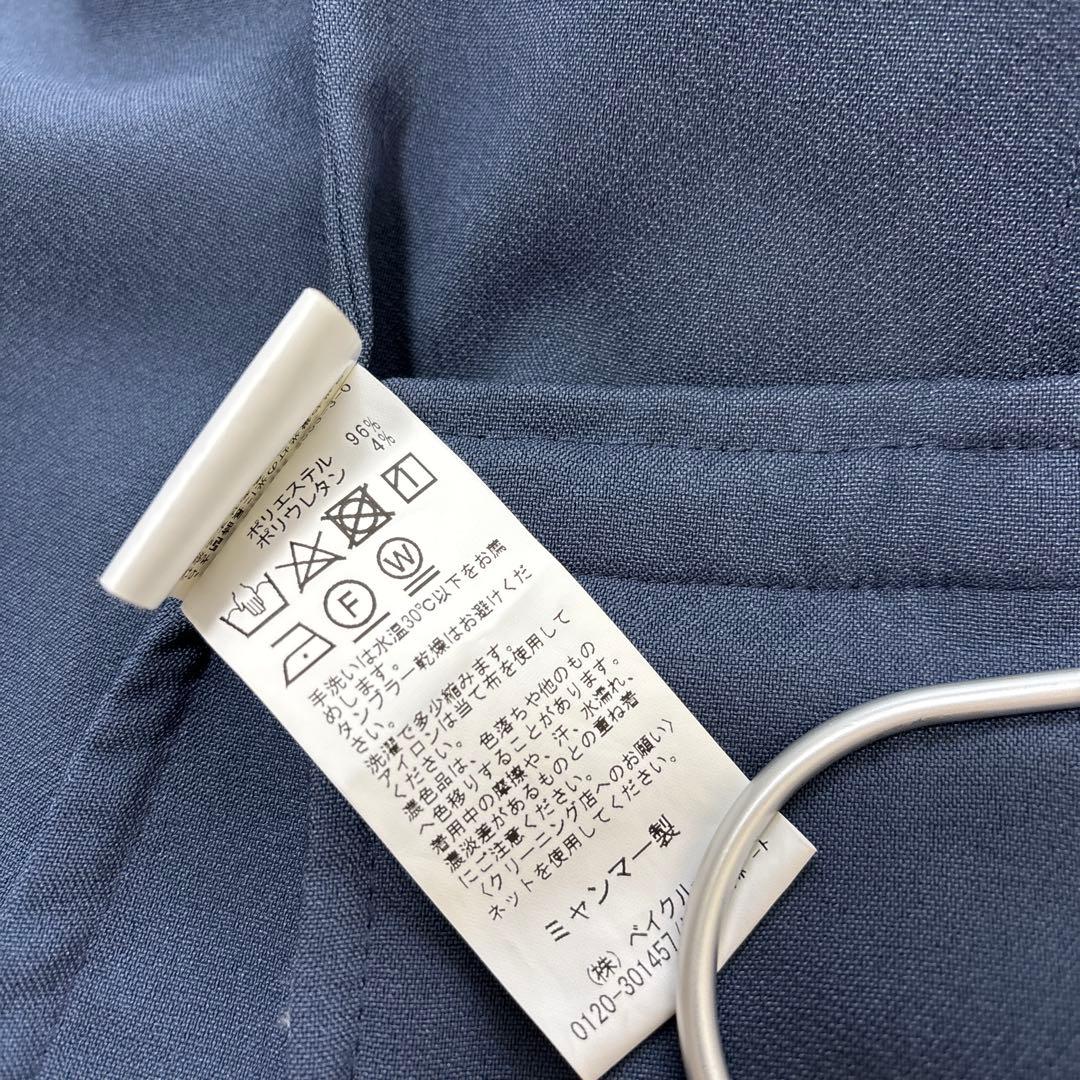 ポリエステル 96%
ポリウレタン 4%
F W
手洗いは水温30℃以下をお薦
めします。
タンブラー乾燥はお避けくだ
さい。
洗濯で多少縮みます。
アイロンは当て布を使用して
ください。
濃色品は、色落ちや他のもの
へ色移りすることがあります。
着用中の摩擦や、汗、水濡れ、
濃淡差があるものとの重ね着
にご注意ください。
〈クリーニング店へのお願い〉
ネットを使用してください。
ミャンマー製
(株) ベイクル
0120-301457